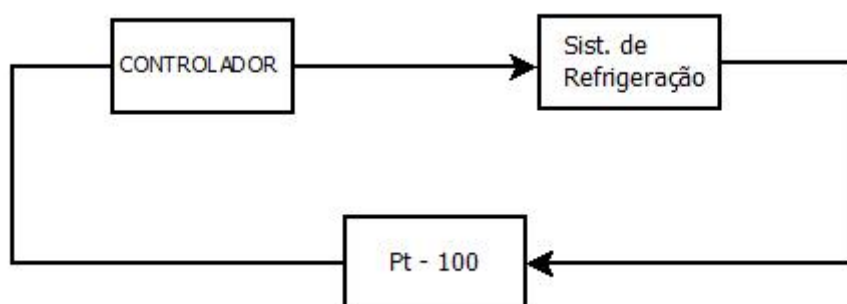 CONTROLADOR
Sist. de
Refrigeração
Pt - 100